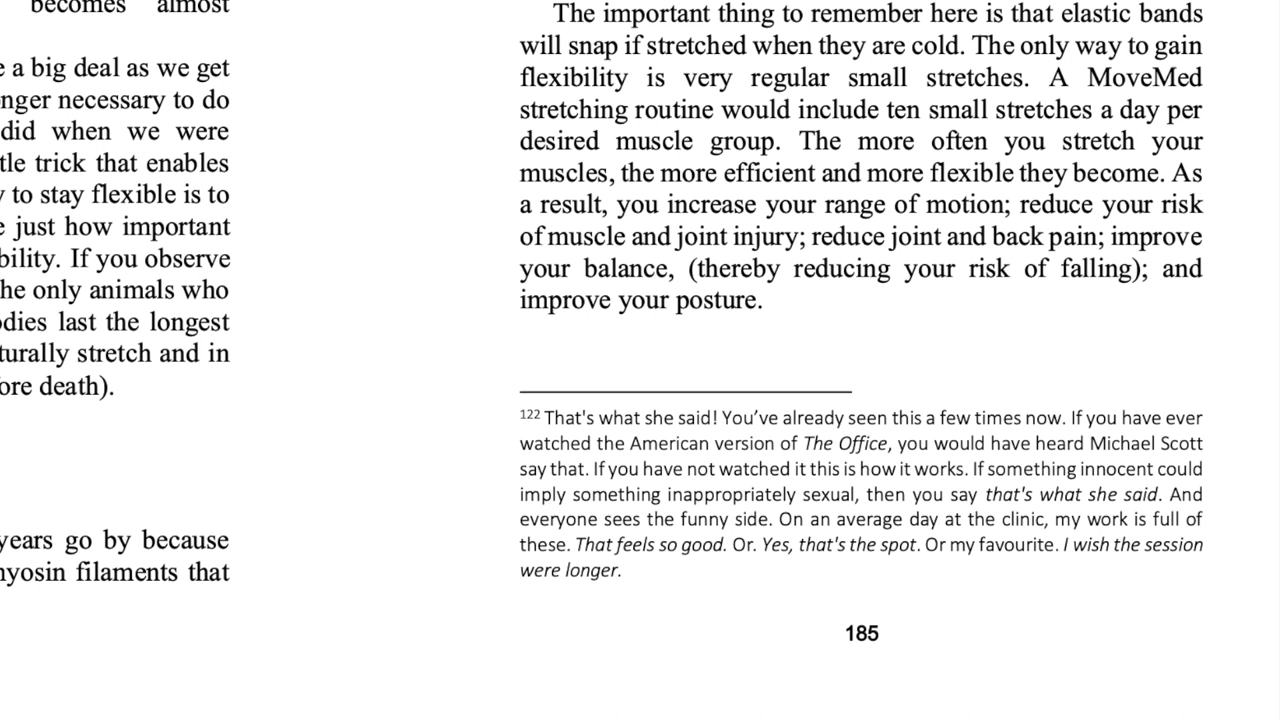 becomes almost
a big deal as we get
necessary to do
did when we were
trick that enables
to stay flexible is to
just how important
If you observe
only animals who
last the longest
stretch and in
death).
years go by because
filaments that
The important thing to remember here is that elastic bands
will snap if stretched when they are cold. The only way to gain
flexibility is very regular small stretches. A MoveMed
stretching routine would include ten small stretches a day per
desired muscle group. The more often you stretch your
muscles, the more efficient and more flexible they become. As
a result, you increase your range of motion; reduce your risk
of muscle and joint injury; reduce joint and back pain; improve
your balance, (thereby reducing your risk of falling); and
improve your posture.
122 That's what she said! You’ve already seen this a few times now. If you have ever
watched the American version of The Office, you would have heard Michael Scott
say that. If you have not watched it this is how it works. If something innocent could
imply something inappropriately sexual, then you say that's what she said. And
everyone sees the funny side. On an average day at the clinic, my work is full of
these. That feels so good. Or. Yes, that's the spot. Or my favourite. I wish the session
were longer.
185